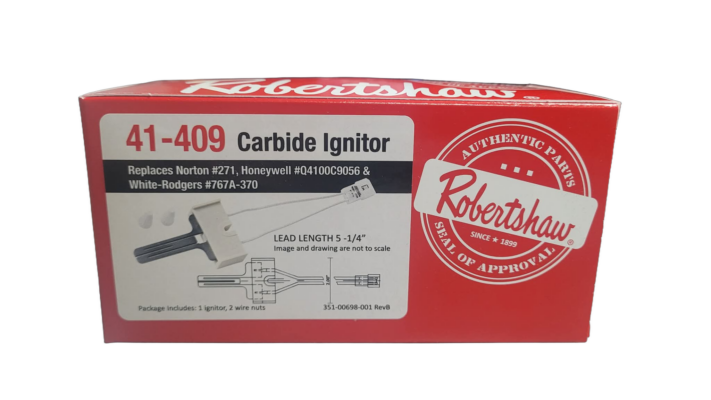 Robertshaw
41-409 Carbide Ignitor
Replaces Norton #271, Honeywell #Q4100C9056 &
White-Rodgers #767A-370
LEAD LENGTH 5 -1/4"
Image and drawing are not to scale
Package includes: 1 ignitor, 2 wire nuts
351-00698-001 RevB
AUTHENTIC PARTS
Robertshaw
SINCE ★ 1899
SEAL OF APPROVAL